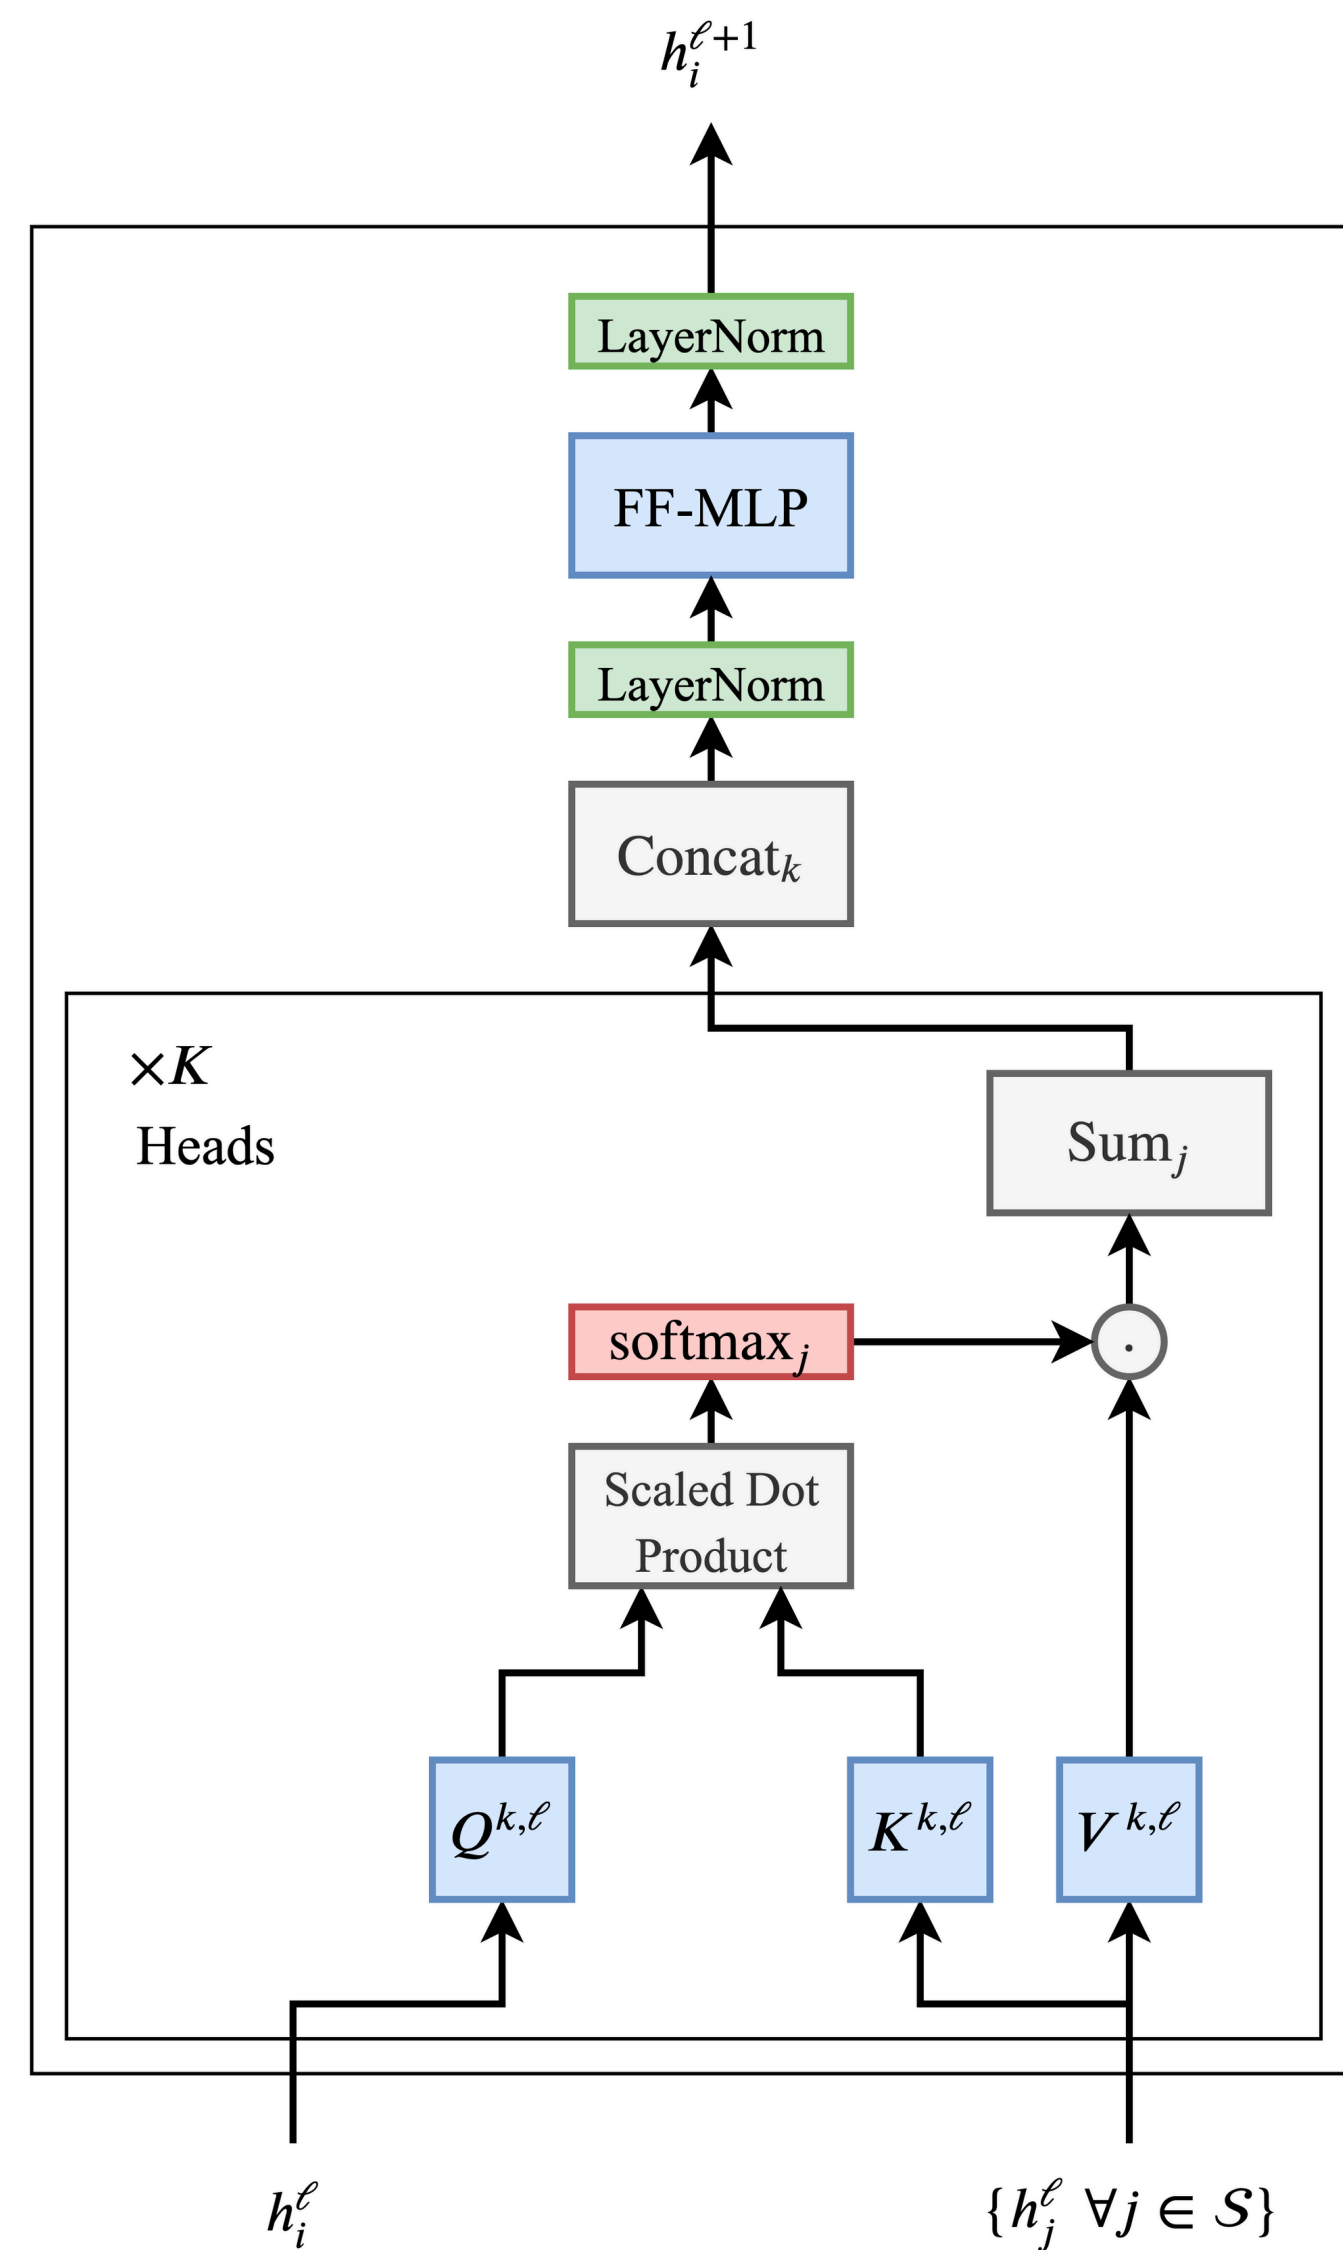 h_i^{ℓ+1}
LayerNorm
FF-MLP
LayerNorm
Concat_k
×K
Heads
Sum_j
softmax_j
.
Scaled Dot
Product
Q^{k,ℓ}
K^{k,ℓ}
V^{k,ℓ}
h_i^ℓ
{h_j^ℓ ∀j ∈ 𝒮}